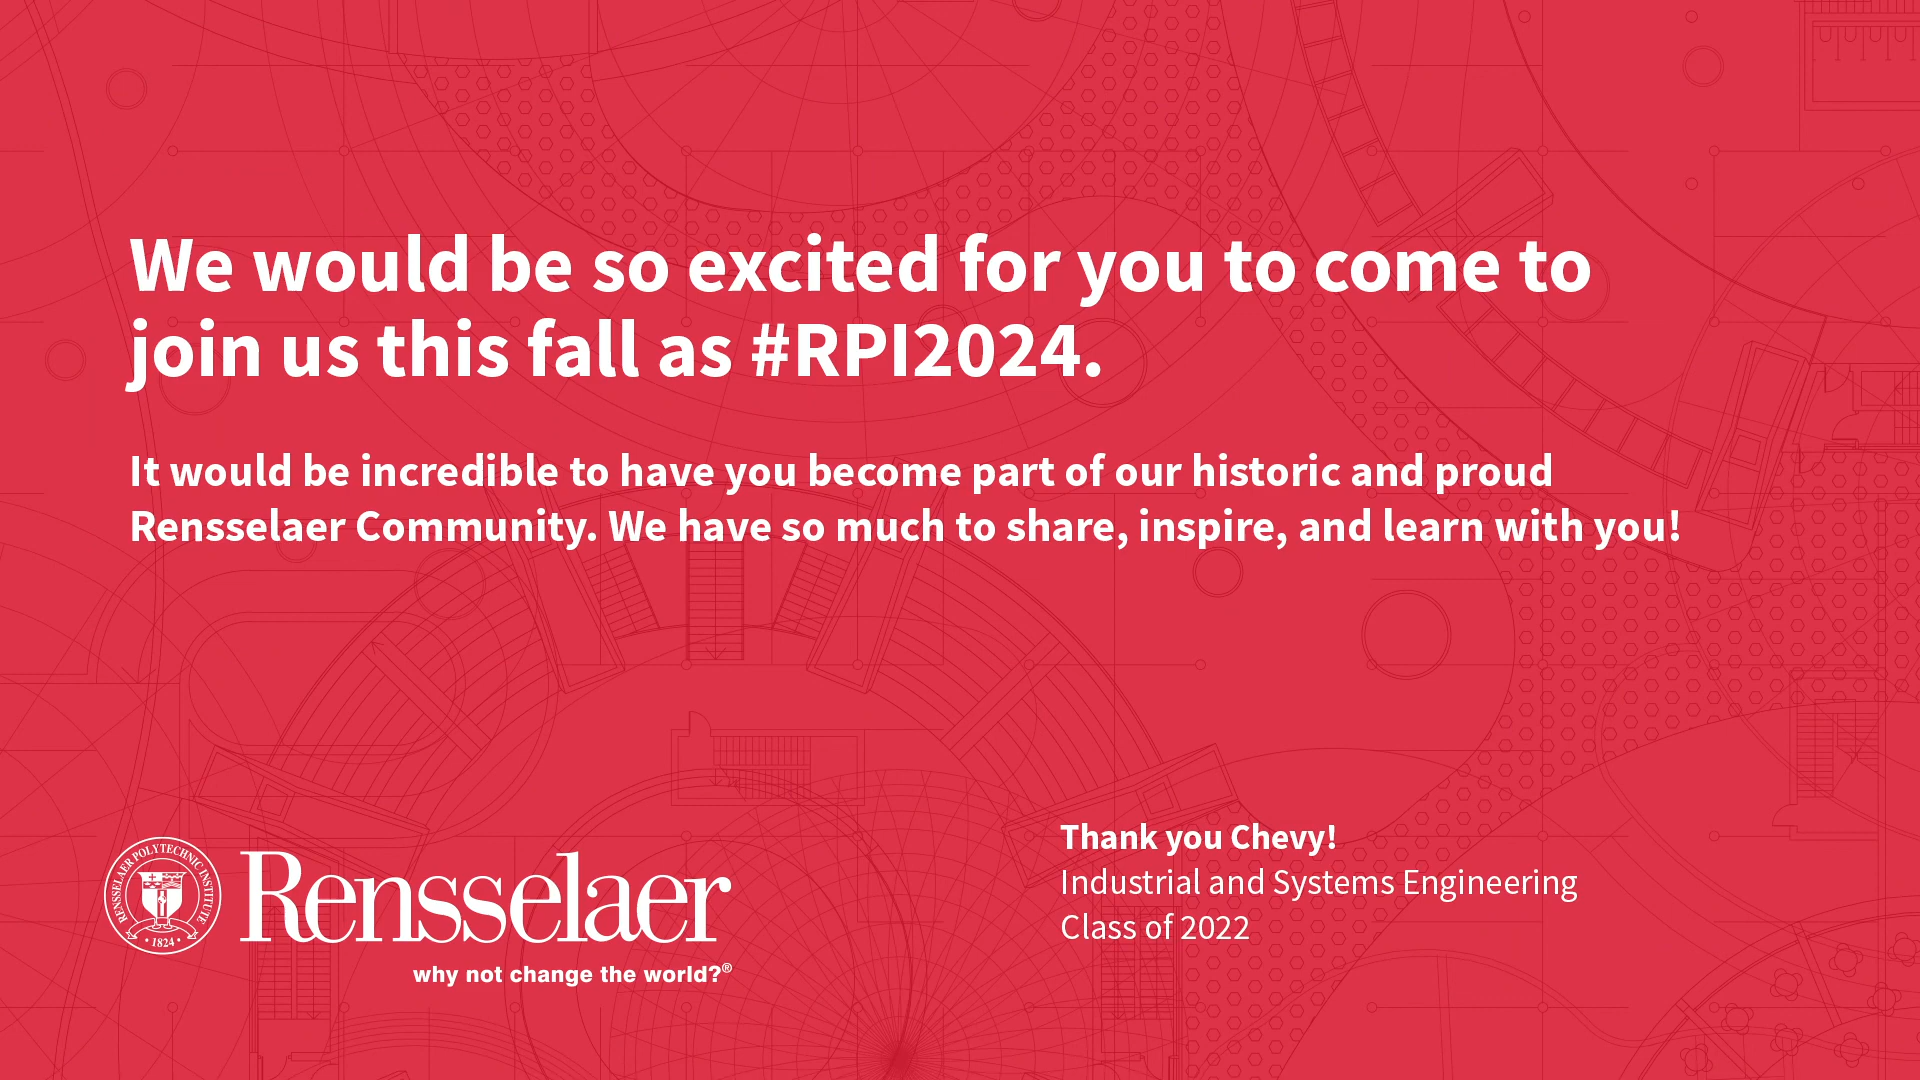 We would be so excited for you to come to
join us this fall as #RPI2024.
It would be incredible to have you become part of our historic and proud
Rensselaer Community. We have so much to share, inspire, and learn with you!
RENSSELAER POLYTECHNIC INSTITUTE
• 1824 •
Rensselaer
why not change the world?®
Thank you Chevy!
Industrial and Systems Engineering
Class of 2022